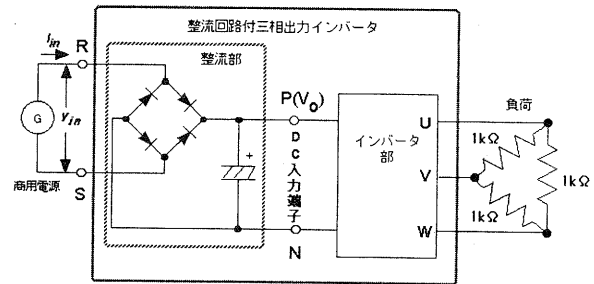 整流回路付三相出力インバータ
Iin
R
整流部
P(Vo)
負荷
G
Vin
インバータ
部
U
1kΩ
DC入力端子
V
1kΩ
商用電源
S
1kΩ
W
N